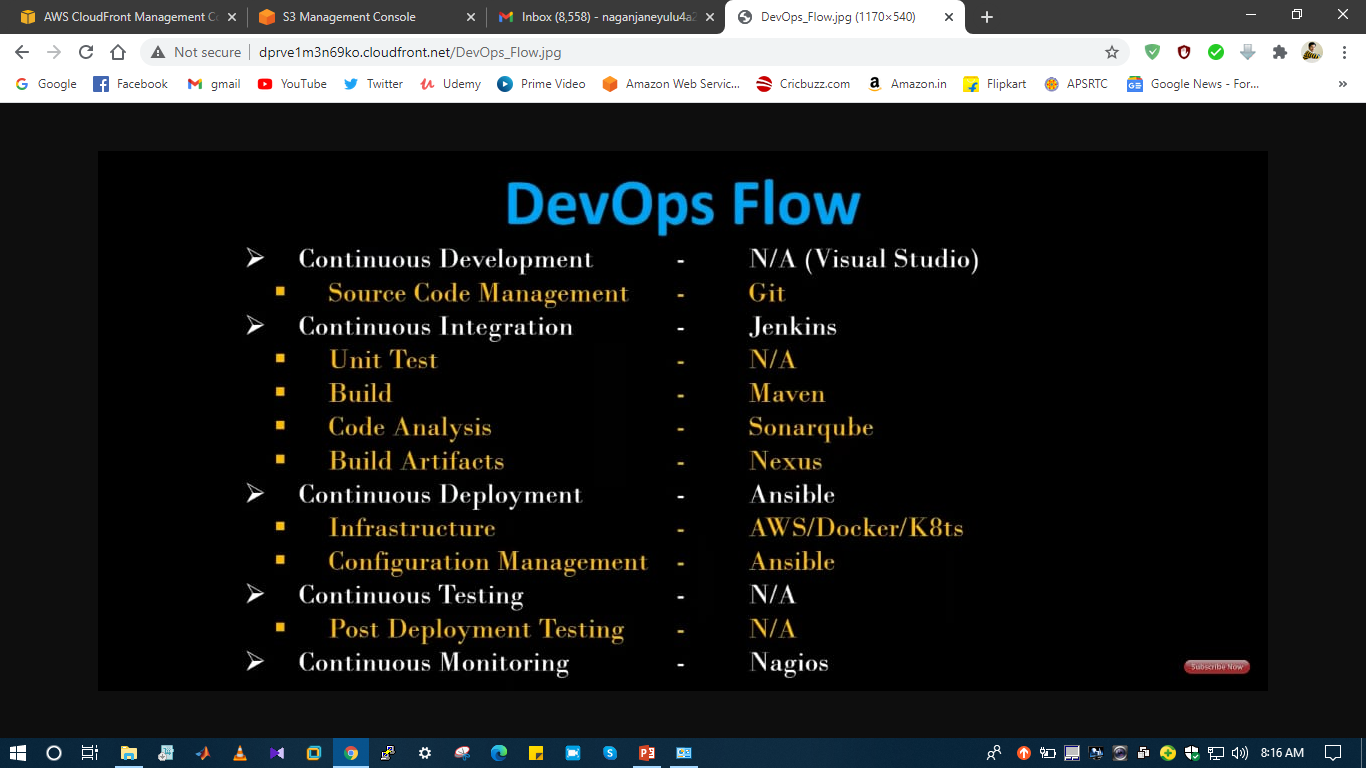 AWS CloudFront Management Co
S3 Management Console
Inbox (8,558) - naganjaneyulu4a2
DevOps_Flow.jpg (1170×540)
Not secure
dprve1m3n69ko.cloudfront.net/DevOps_Flow.jpg
Google
Facebook
gmail
YouTube
Twitter
Udemy
Prime Video
Amazon Web Servic...
Cricbuzz.com
Amazon.in
Flipkart
APSRTC
Google News - For...
DevOps Flow
Continuous Development - N/A (Visual Studio)
Source Code Management - Git
Continuous Integration - Jenkins
Unit Test - N/A
Build - Maven
Code Analysis - Sonarqube
Build Artifacts - Nexus
Continuous Deployment - Ansible
Infrastructure - AWS/Docker/K8ts
Configuration Management - Ansible
Continuous Testing - N/A
Post Deployment Testing - N/A
Continuous Monitoring - Nagios
Subscribe Now
8:16 AM